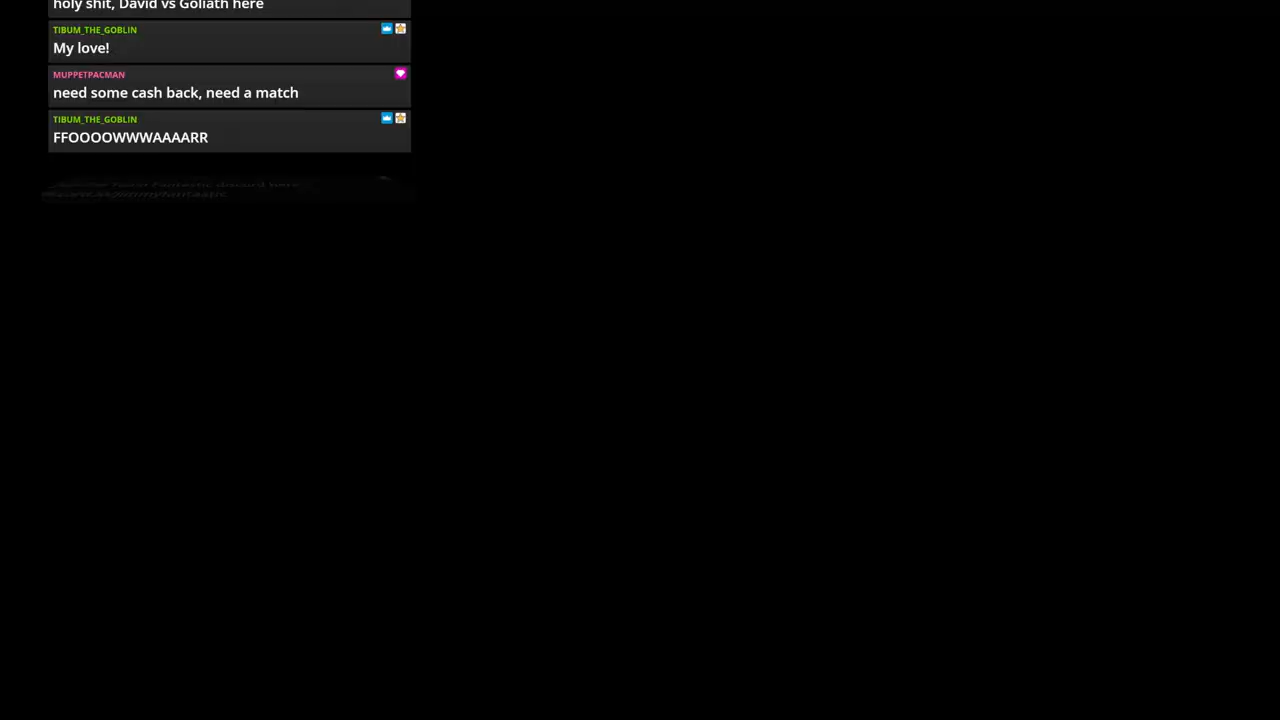 holy shit, David vs Goliath here
TIBUM_THE_GOBLIN
My love!
MUPPETPACMAN
need some cash back, need a match
TIBUM_THE_GOBLIN
FFOOOOWWWAAAARR